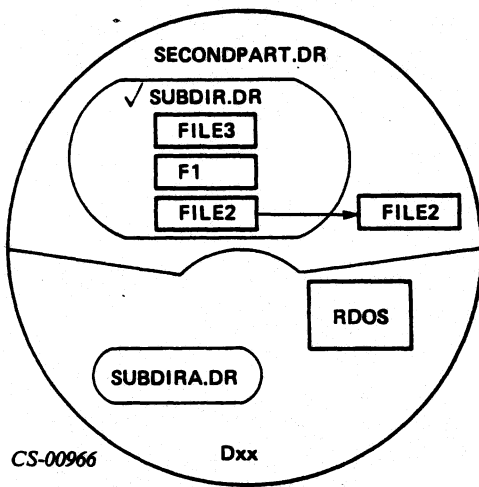 SECONDPART.DR
√ SUBDIR.DR
FILE3
F1
FILE2
FILE2
RDOS
SUBDIRA.DR
CS-00966
Dxx